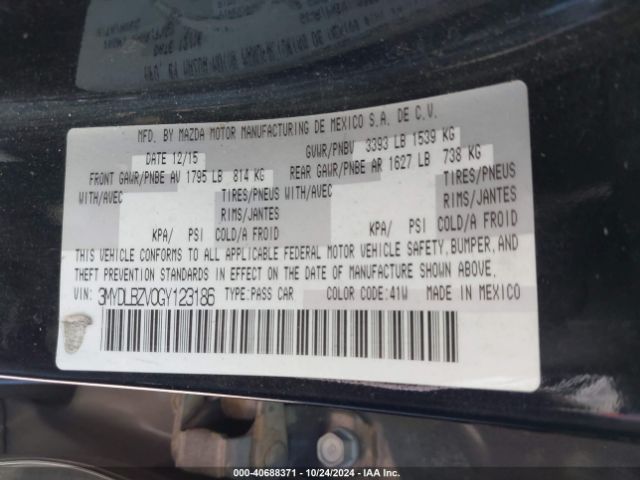 MFD. BY MAZDA MOTOR MANUFACTURING DE MEXICO S.A. DE C.V.
DATE 12/15 GVWR/PNBV 3393 LB 1539 KG
FRONT GAWR/PNBE AV 1795 LB 814 KG REAR GAWR/PNBE AR 1627 LB 738 KG
WITH/AVEC TIRES/PNEUS WITH/AVEC TIRES/PNEUS
RIMS/JANTES RIMS/JANTES
KPA/ PSI COLD/A FROID KPA/ PSI COLD/A FROID
THIS VEHICLE CONFORMS TO ALL APPLICABLE FEDERAL MOTOR VEHICLE SAFETY, BUMPER, AND
THEFT PREVENTION STANDARDS IN EFFECT ON THE DATE OF MANUFACTURE SHOWN ABOVE.
VIN: 3MYDLBZV0GY123186 TYPE:PASS CAR COLOR CODE:41W MADE IN MEXICO
000-40688371 • 10/24/2024 • IAA Inc.